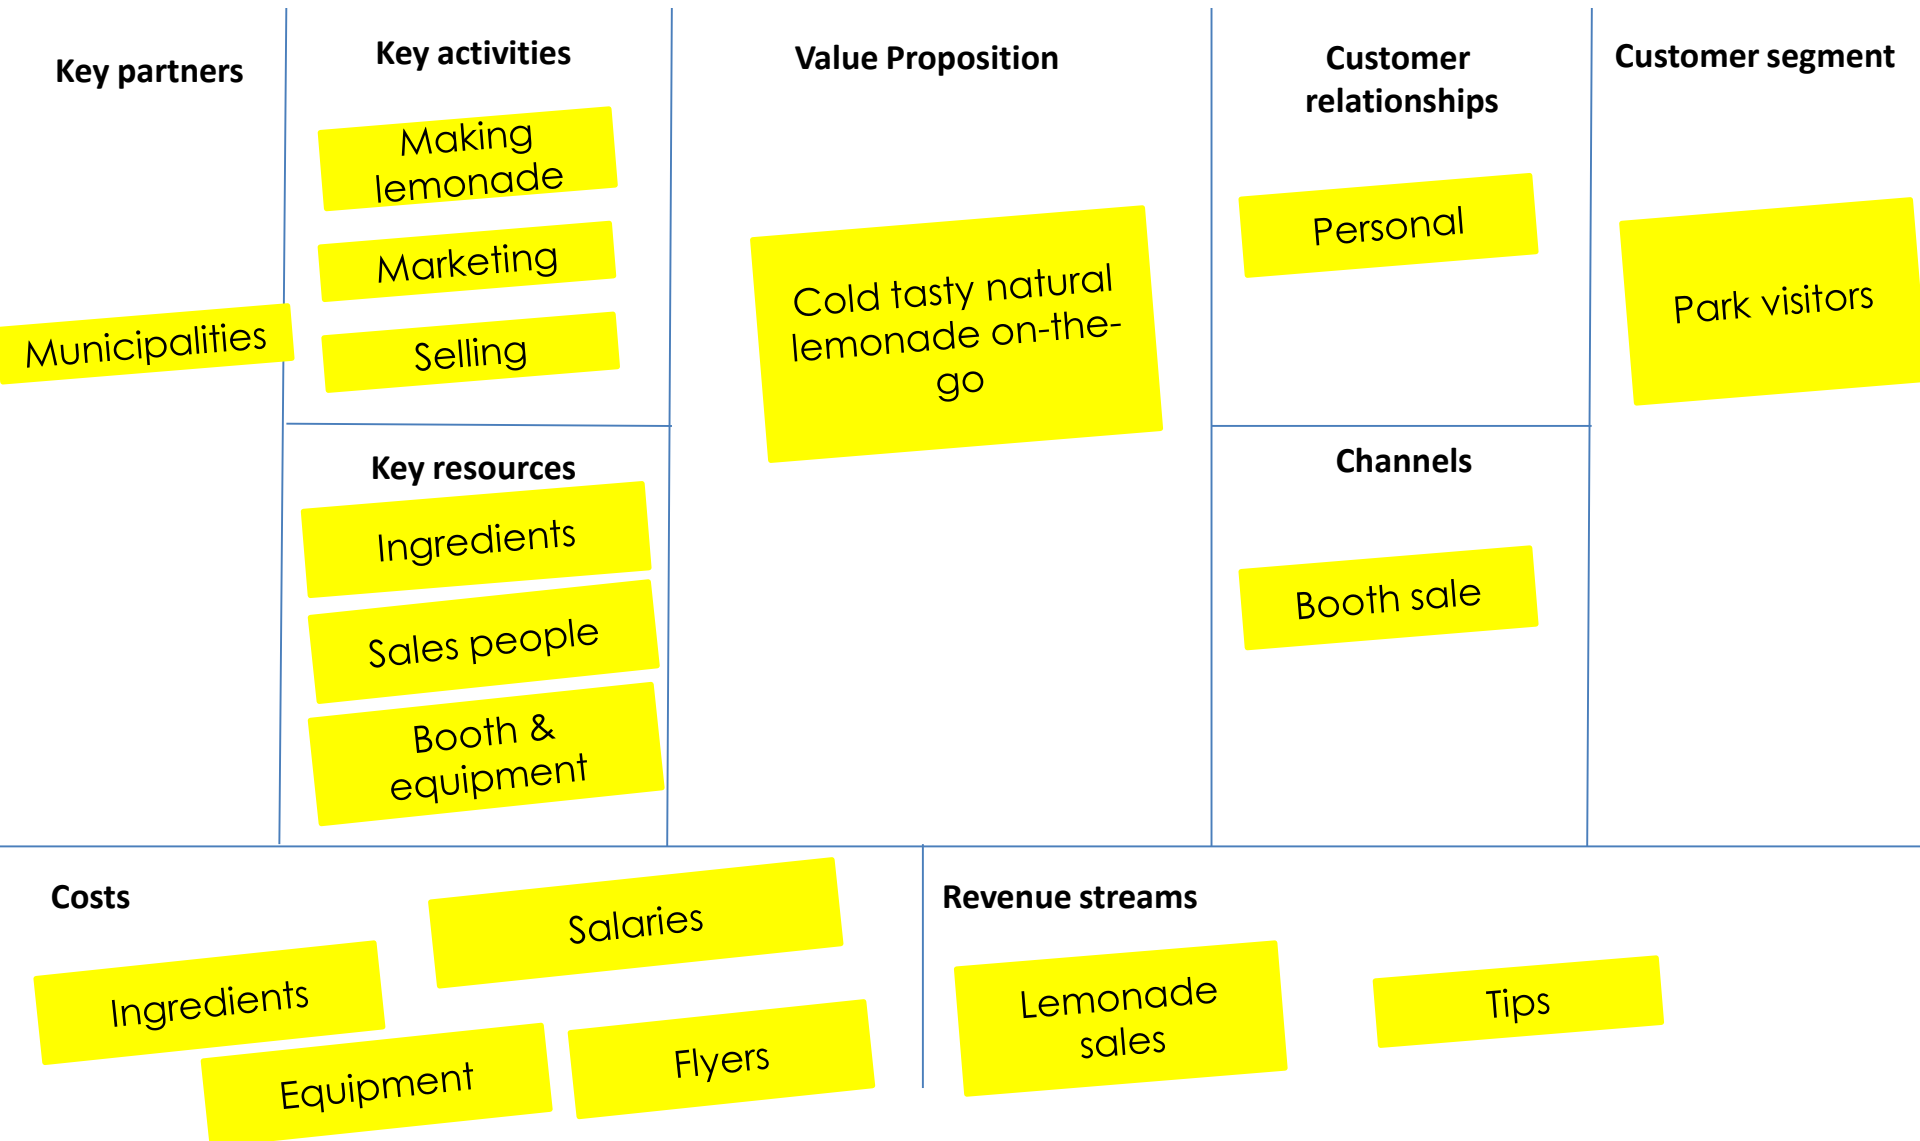 Key partners
Municipalities
Key activities
Making
lemonade
Marketing
Selling
Key resources
Ingredients
Sales people
Booth &
equipment
Value Proposition
Cold tasty natural
lemonade on-the-
go
Customer
relationships
Personal
Channels
Booth sale
Customer segment
Park visitors
Costs
Salaries
Ingredients
Equipment
Flyers
Revenue streams
Lemonade
sales
Tips